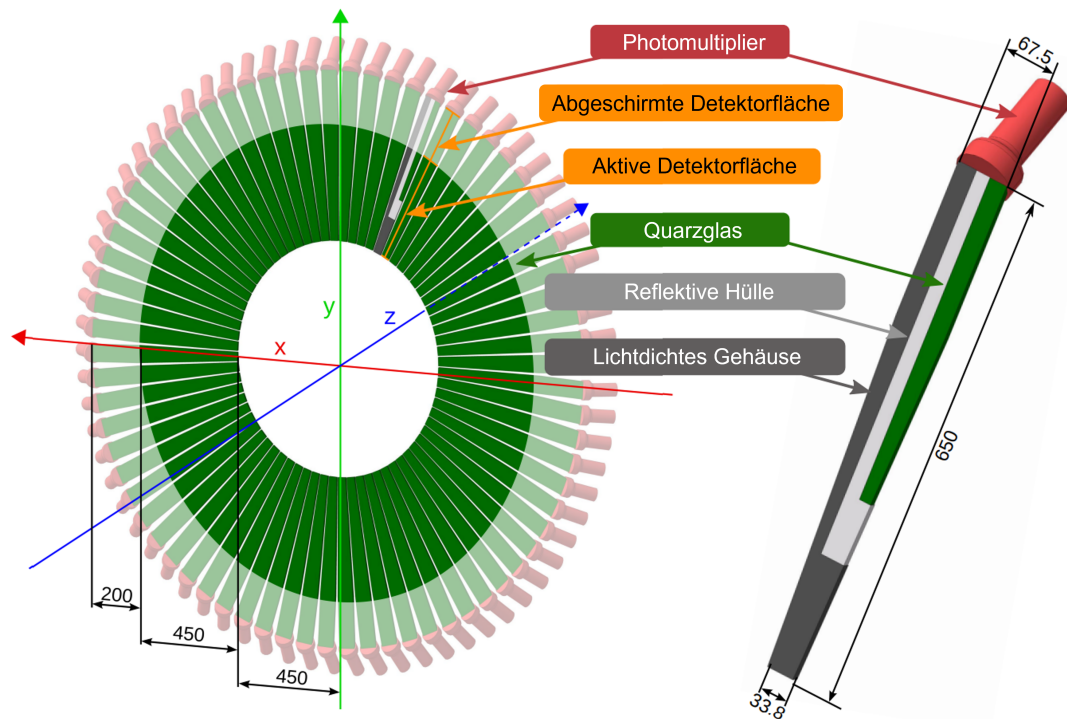 Photomultiplier
67.5
Abgeschirmte Detektorfläche
Aktive Detektorfläche
Quarzglas
y
z
Reflektive Hülle
x
Lichtdichtes Gehäuse
650
200
450
450
33.8